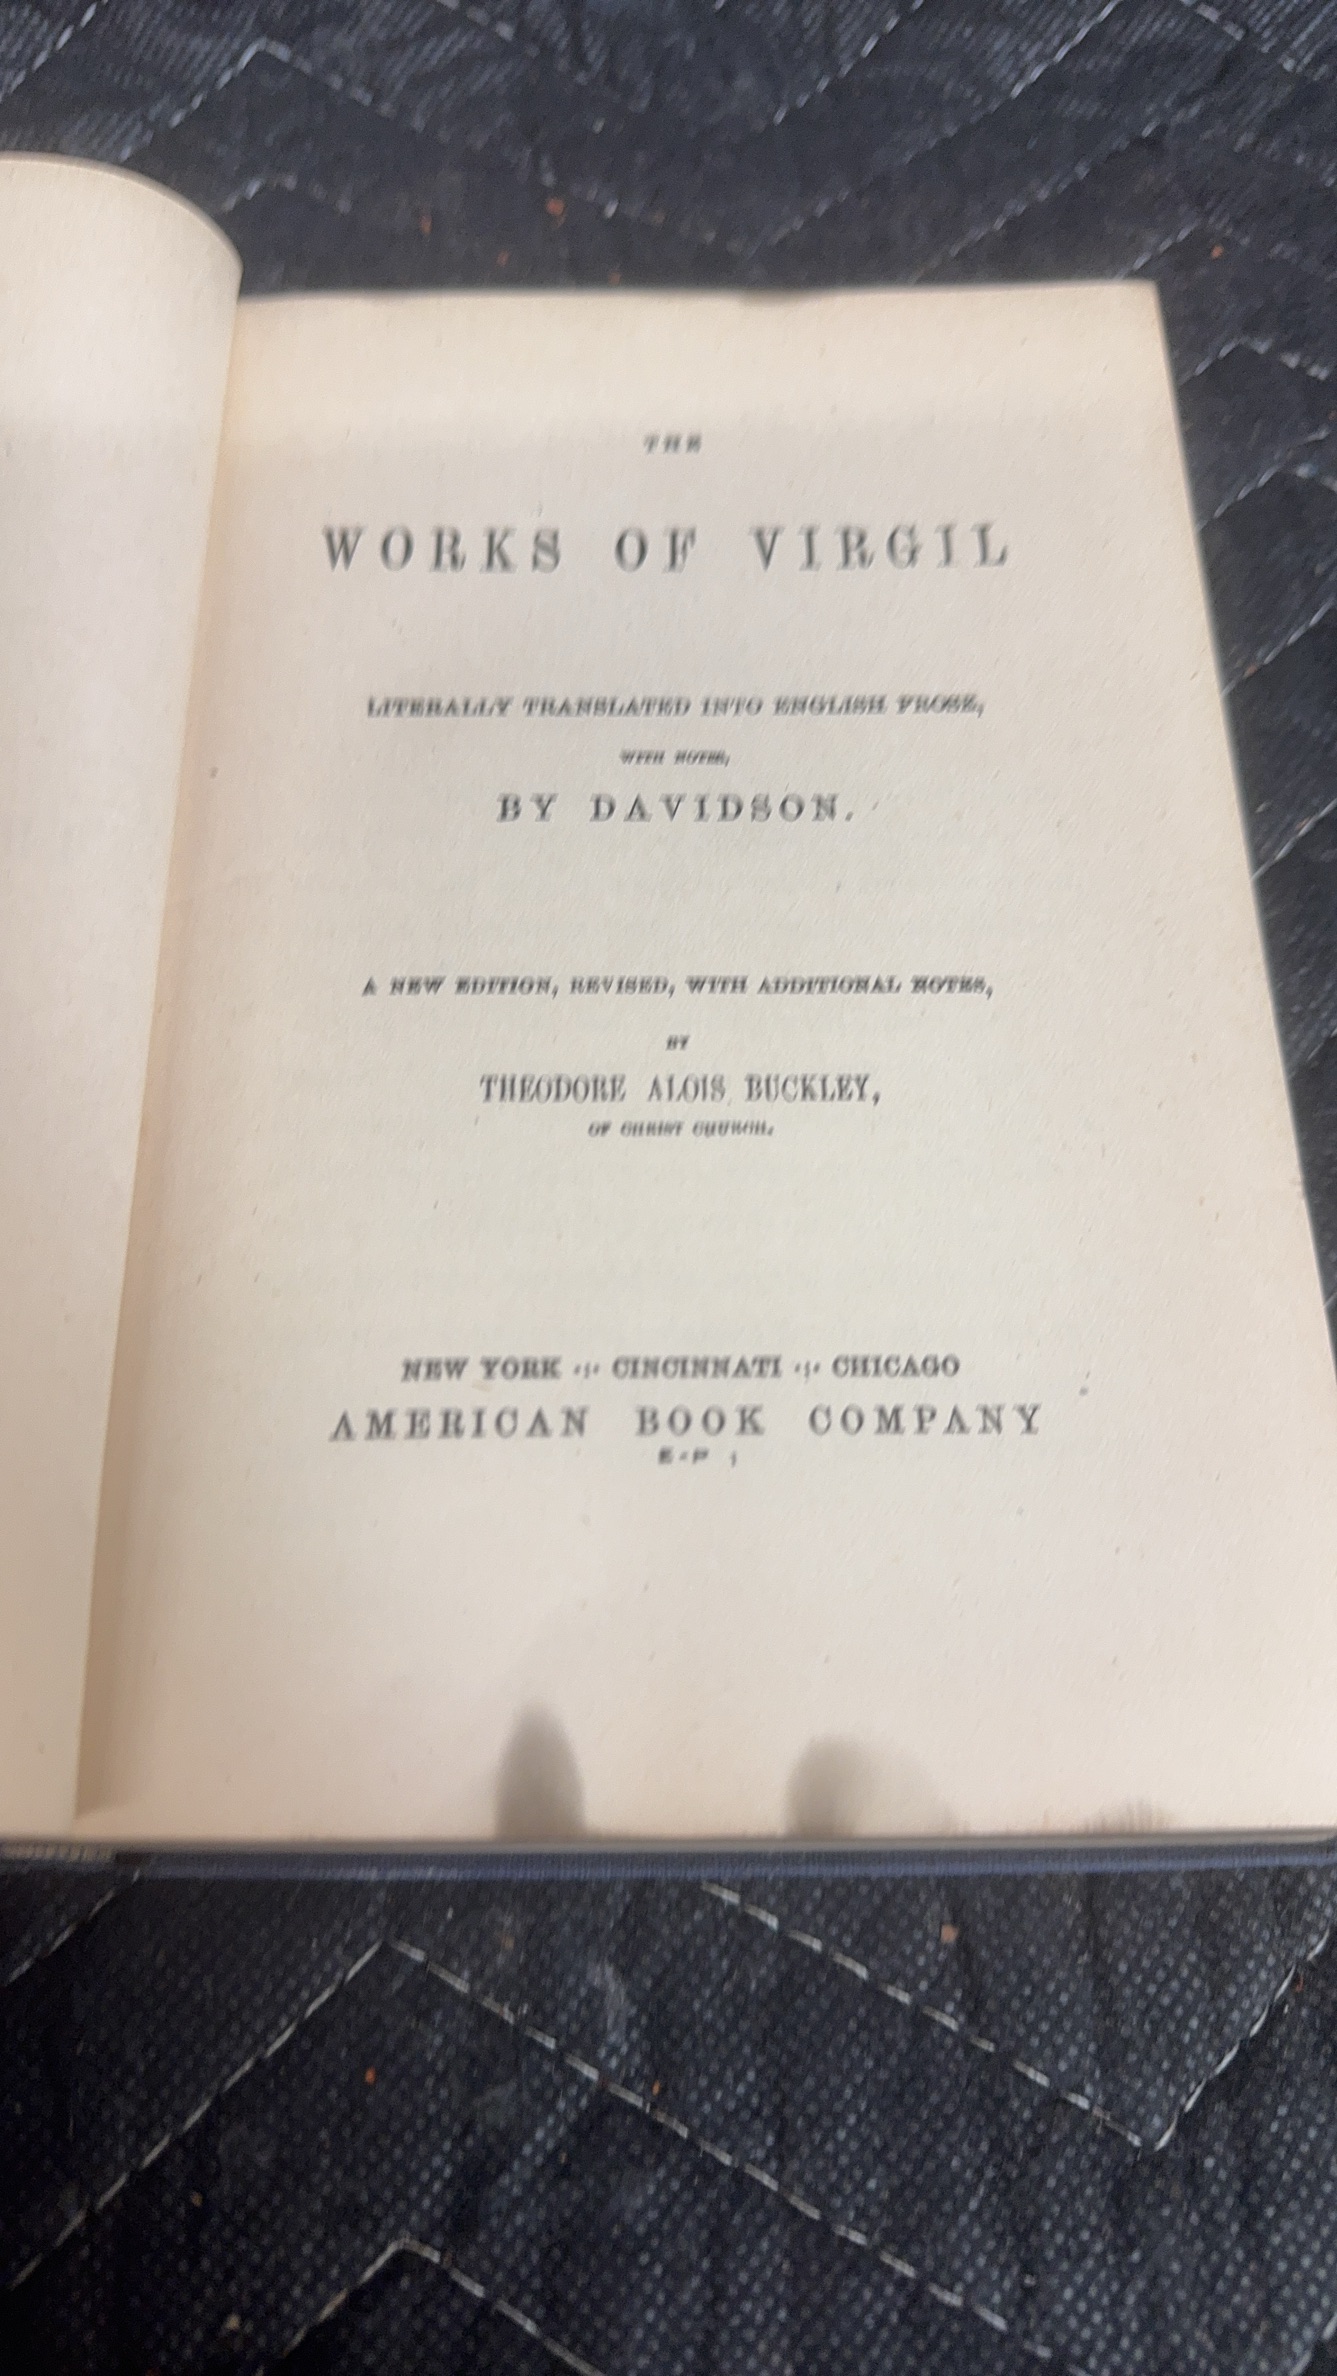 THE
WORKS OF VIRGIL
LITERALLY TRANSLATED INTO ENGLISH PROSE,
WITH NOTES,
BY DAVIDSON.
A NEW EDITION, REVISED, WITH ADDITIONAL NOTES,
BY
THEODORE ALOIS BUCKLEY,
OF CHRIST CHURCH.
NEW YORK ·:· CINCINNATI ·:· CHICAGO
AMERICAN BOOK COMPANY
E-P 1